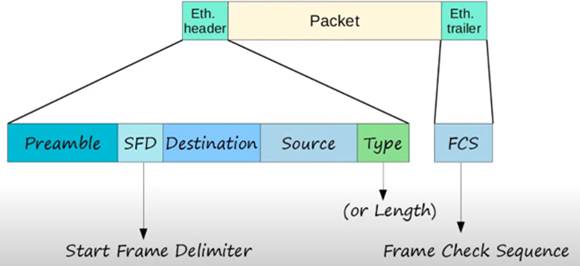 Eth.
header
Packet
Eth.
trailer
Preamble
SFD
Destination
Source
Type
FCS
(or Length)
Start Frame Delimiter
Frame Check Sequence